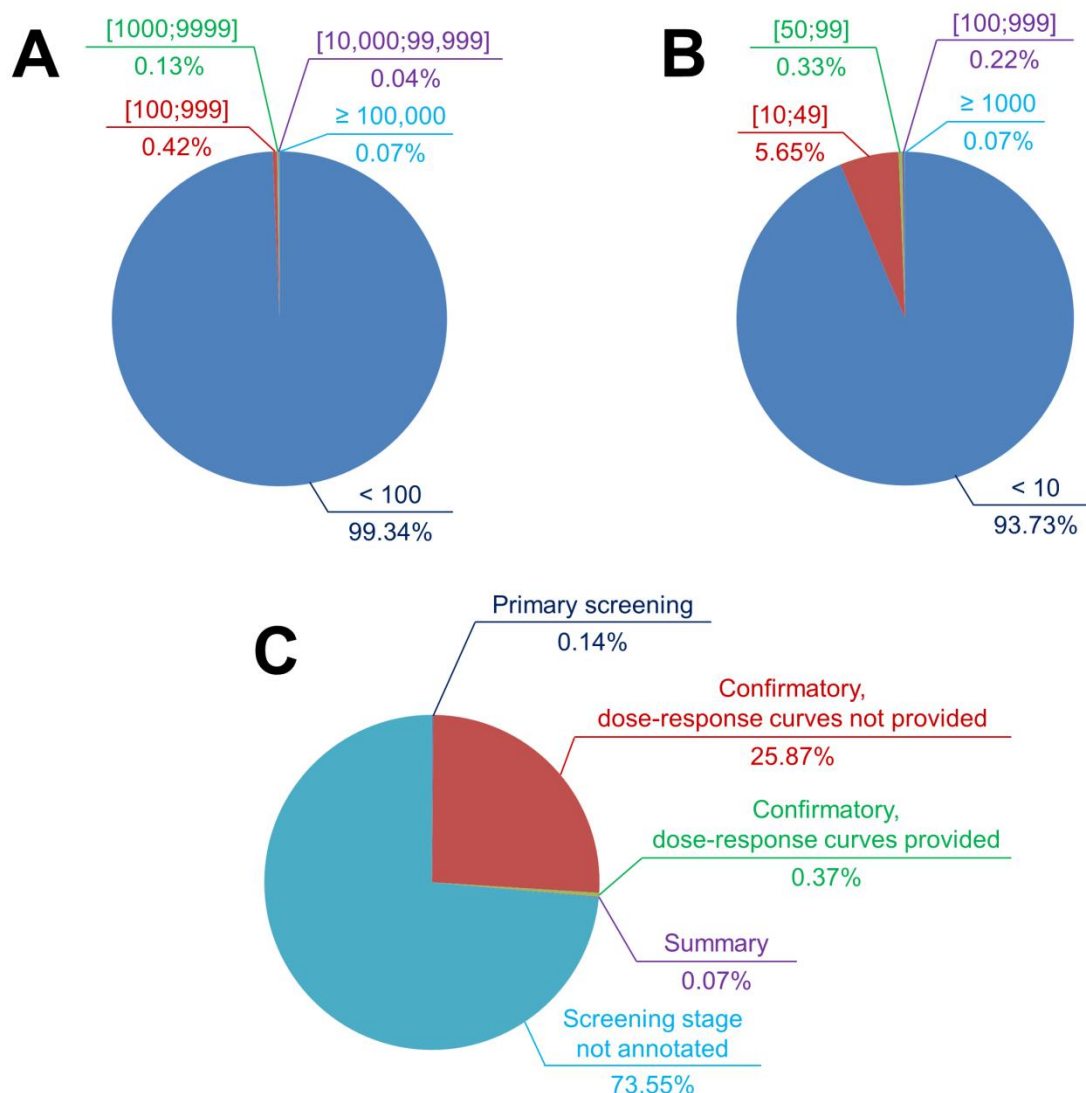 A
[1000;9999]
0.13%
[10,000;99,999]
0.04%
[100;999]
0.42%
≥ 100,000
0.07%
< 100
99.34%
B
[50;99]
0.33%
[100;999]
0.22%
[10;49]
5.65%
≥ 1000
0.07%
< 10
93.73%
C
Primary screening
0.14%
Confirmatory,
dose-response curves not provided
25.87%
Confirmatory,
dose-response curves provided
0.37%
Summary
0.07%
Screening stage
not annotated
73.55%